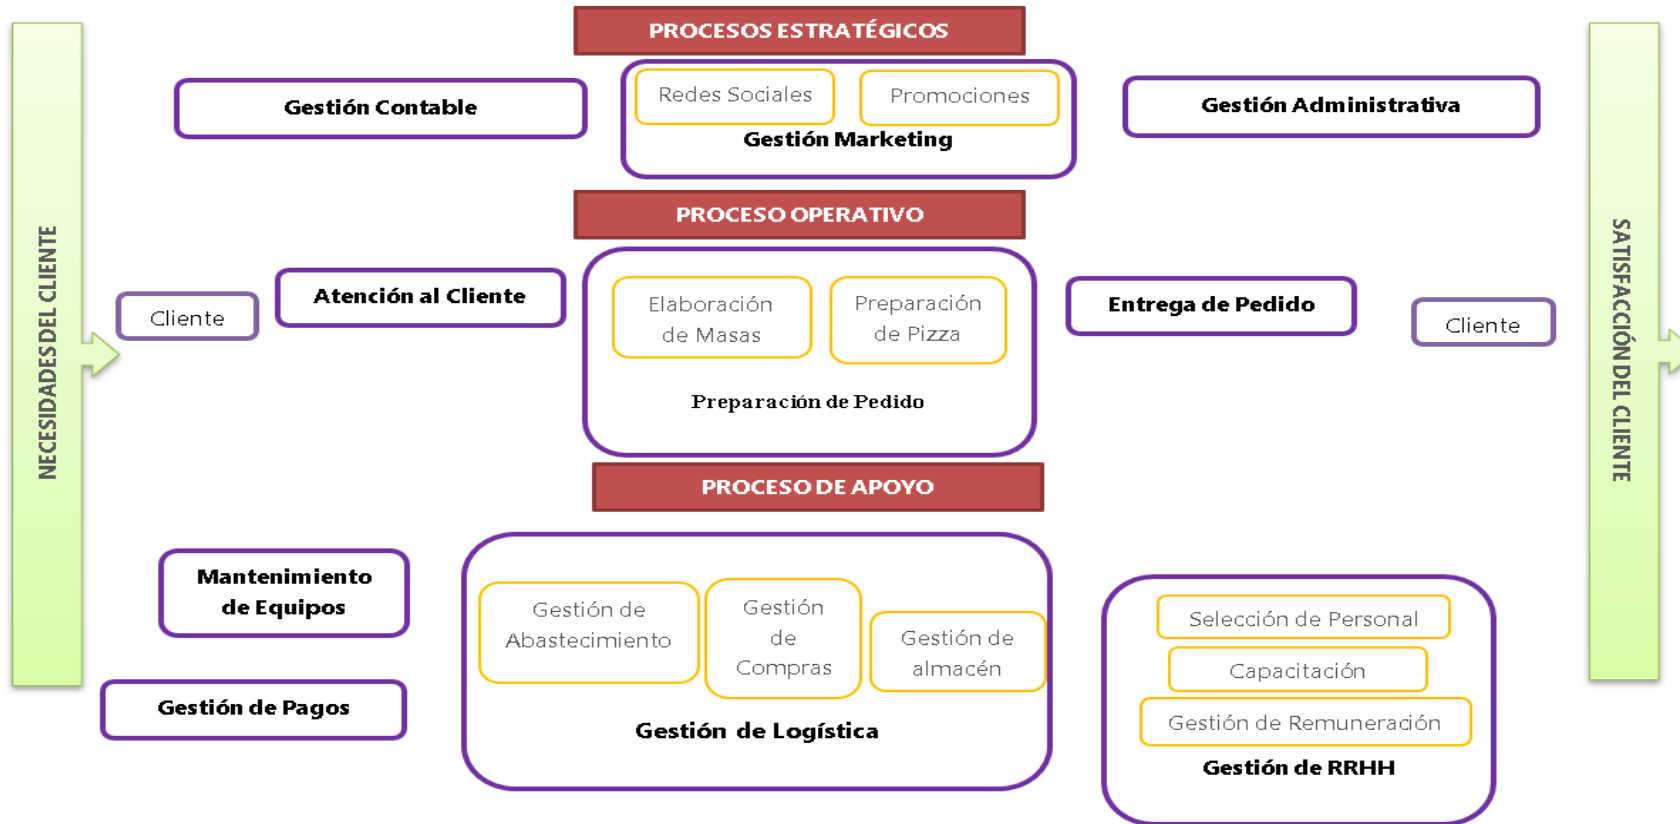 PROCESOS ESTRATÉGICOS
Gestión Contable
Redes Sociales
Promociones
Gestión Marketing
Gestión Administrativa
PROCESO OPERATIVO
NECESIDADES DEL CLIENTE
Cliente
Atención al Cliente
Elaboración
de Masas
Preparación
de Pizza
Preparación de Pedido
Entrega de Pedido
Cliente
SATISFACCIÓN DEL CLIENTE
PROCESO DE APOYO
Mantenimiento
de Equipos
Gestión de Pagos
Gestión de
Abastecimiento
Gestión
de
Compras
Gestión de
almacén
Gestión de Logística
Selección de Personal
Capacitación
Gestión de Remuneración
Gestión de RRHH